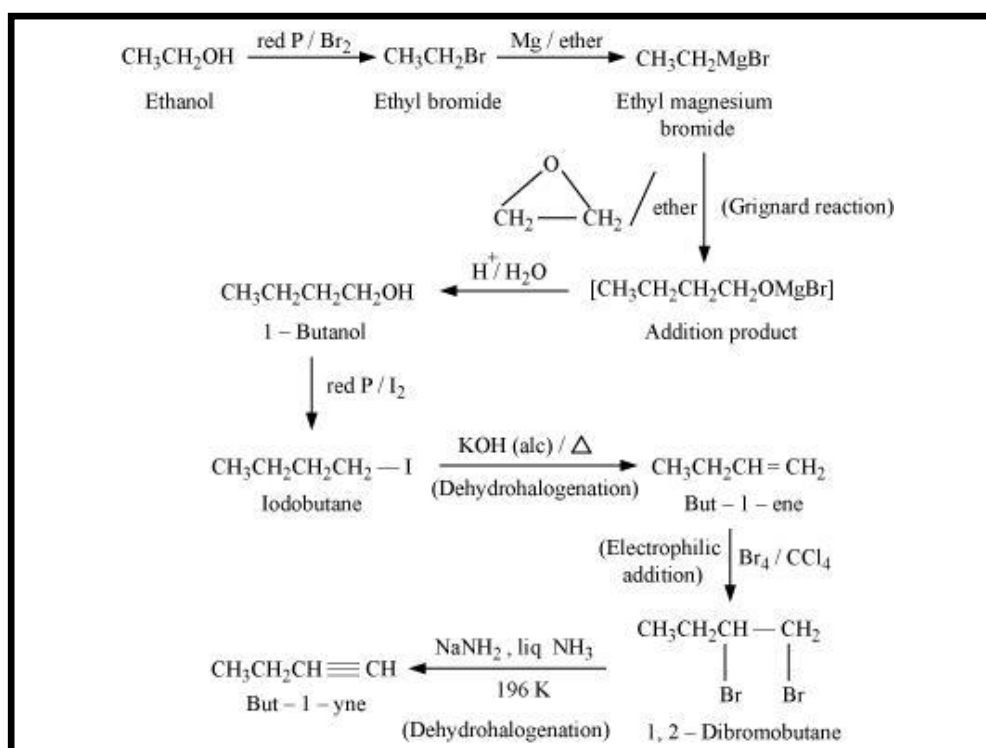 CH₃CH₂OH red P / Br₂ CH₃CH₂Br Mg / ether CH₃CH₂MgBr
Ethanol Ethyl bromide Ethyl magnesium
bromide
O
CH₂ — CH₂ / ether (Grignard reaction)
H⁺/ H₂O
CH₃CH₂CH₂CH₂OH [CH₃CH₂CH₂CH₂OMgBr]
1 – Butanol Addition product
red P / I₂
KOH (alc) / △
CH₃CH₂CH₂CH₂ — I CH₃CH₂CH = CH₂
(Dehydrohalogenation)
Iodobutane But – 1 – ene
(Electrophilic
addition) Br₄ / CCl₄
CH₃CH₂CH — CH₂
NaNH₂ , liq NH₃
CH₃CH₂CH ≡ CH
196 K Br Br
But – 1 – yne
(Dehydrohalogenation) 1, 2 – Dibromobutane